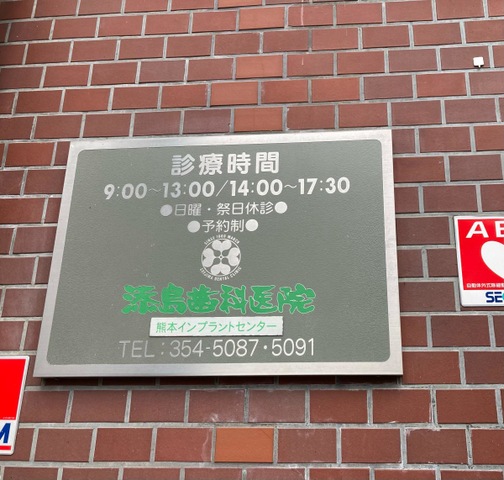 診療時間
9:00～13:00/14:00～17:30
●日曜・祭日休診●
●予約制●
添島歯科医院
熊本インプラントセンター
TEL:354-5087・5091
AE
SE
M